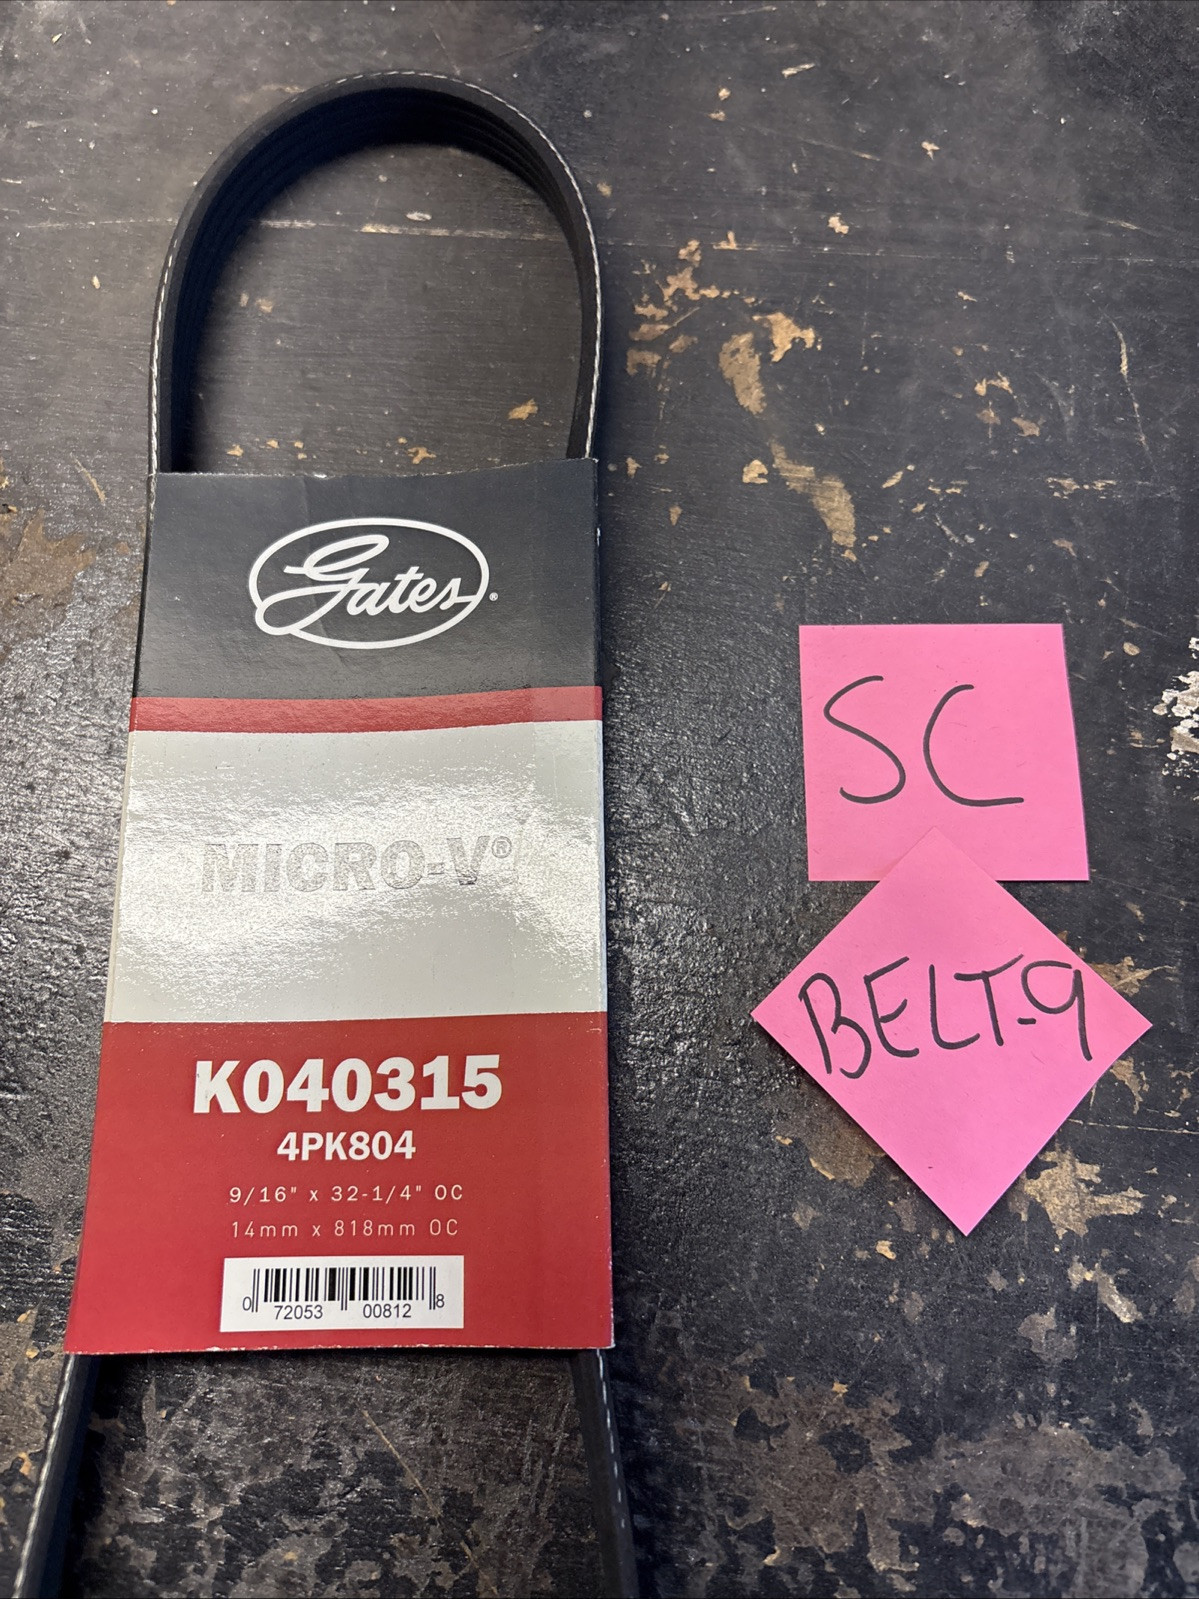 Gates®
MICRO-V®
K040315
4PK804
9/16" x 32-1/4" OC
14mm x 818mm OC
0 72053 00812 8
SC
BELT-9